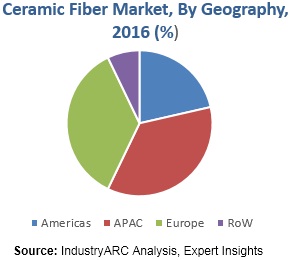 Ceramic Fiber Market, By Geography,
2016 (%)
Americas APAC Europe RoW
Source: IndustryARC Analysis, Expert Insights